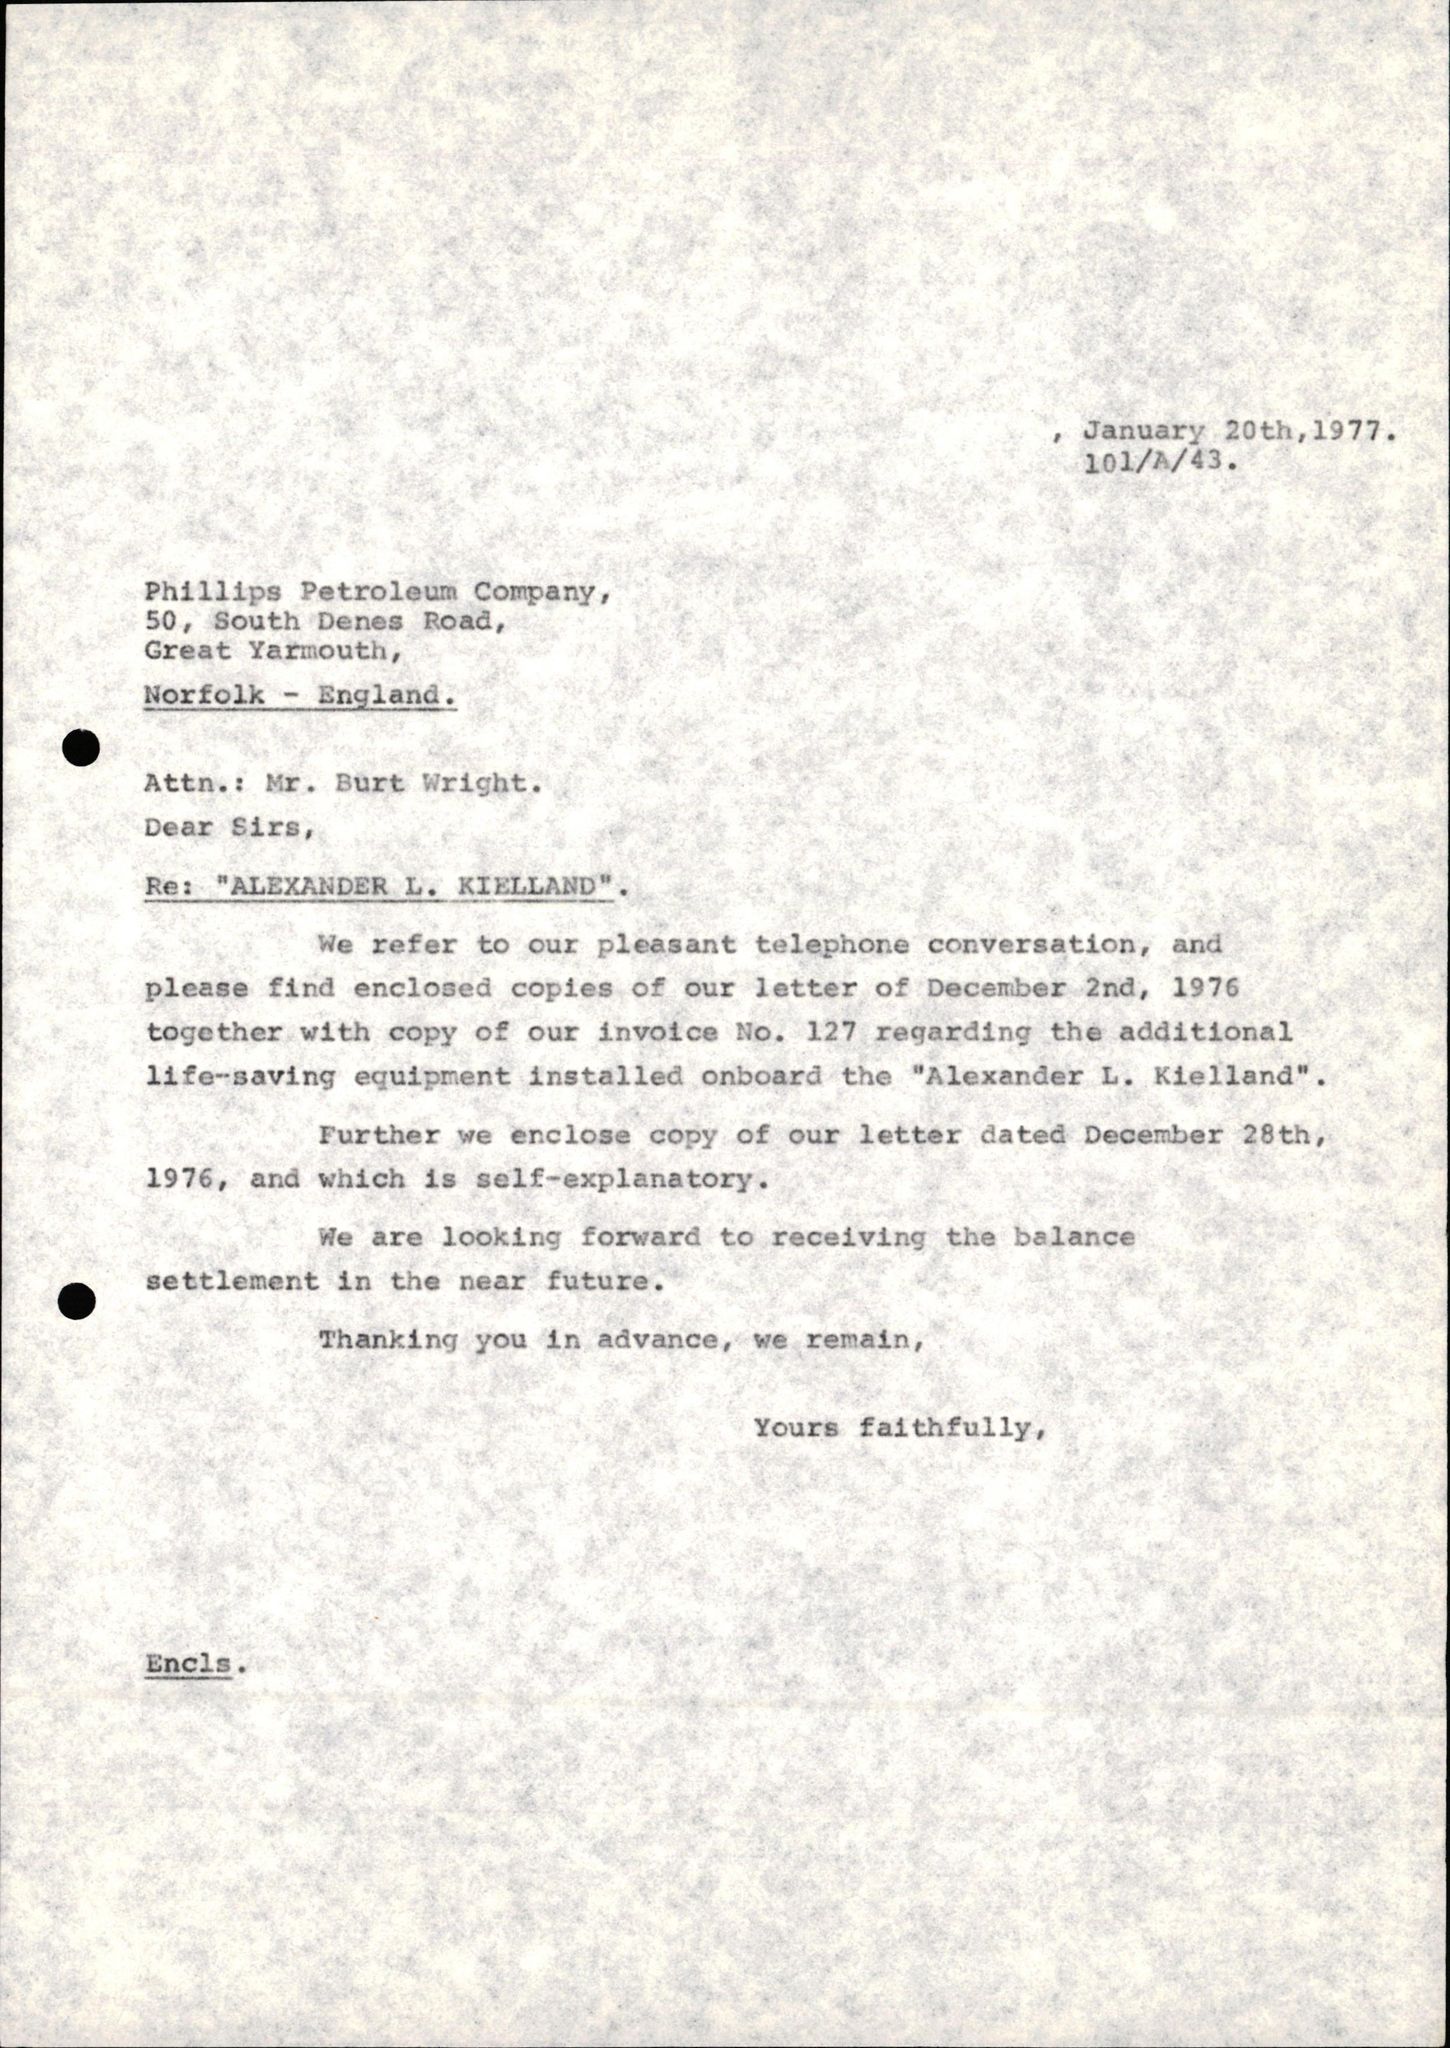 , January 20th,1977.
101/A/43.
Phillips Petroleum Company,
50, South Denes Road,
Great Yarmouth,
Norfolk - England.
Attn.: Mr. Burt Wright.
Dear Sirs,
Re: "ALEXANDER L. KIELLAND".
We refer to our pleasant telephone conversation, and
please find enclosed copies of our letter of December 2nd, 1976
together with copy of our invoice No. 127 regarding the additional
life-saving equipment installed onboard the "Alexander L. Kielland".
Further we enclose copy of our letter dated December 28th,
1976, and which is self-explanatory.
We are looking forward to receiving the balance
settlement in the near future.
Thanking you in advance, we remain,
Yours faithfully,
Encls.